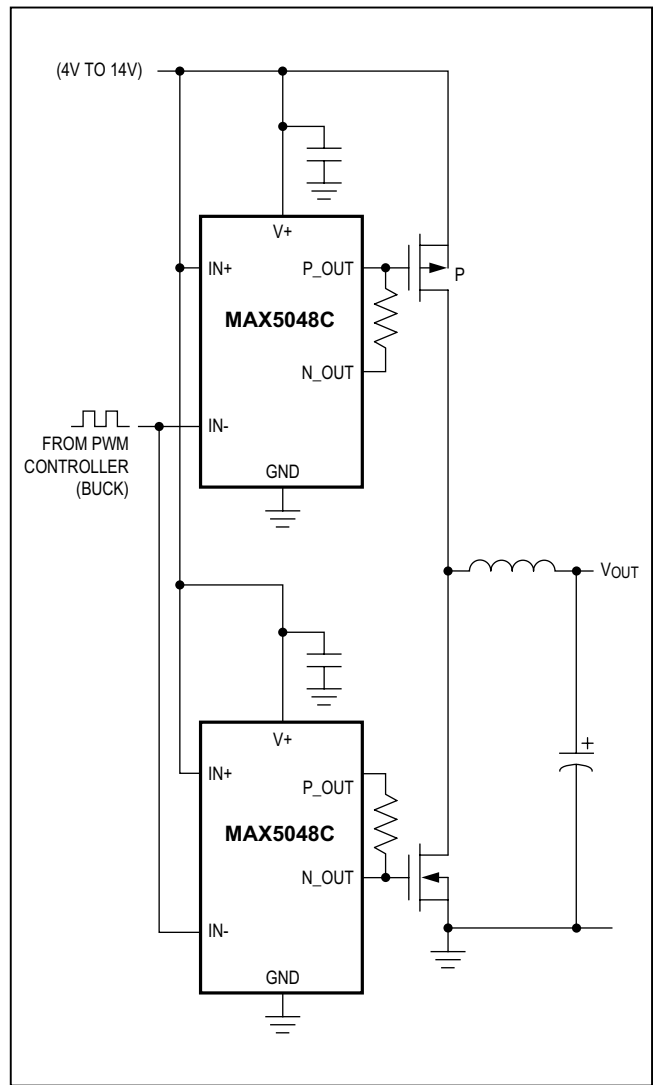 (4V TO 14V)
V+
IN+
P_OUT
P
MAX5048C
N_OUT
IN-
FROM PWM
CONTROLLER
(BUCK)
GND
VOUT
V+
IN+
P_OUT
MAX5048C
N_OUT
IN-
GND
+